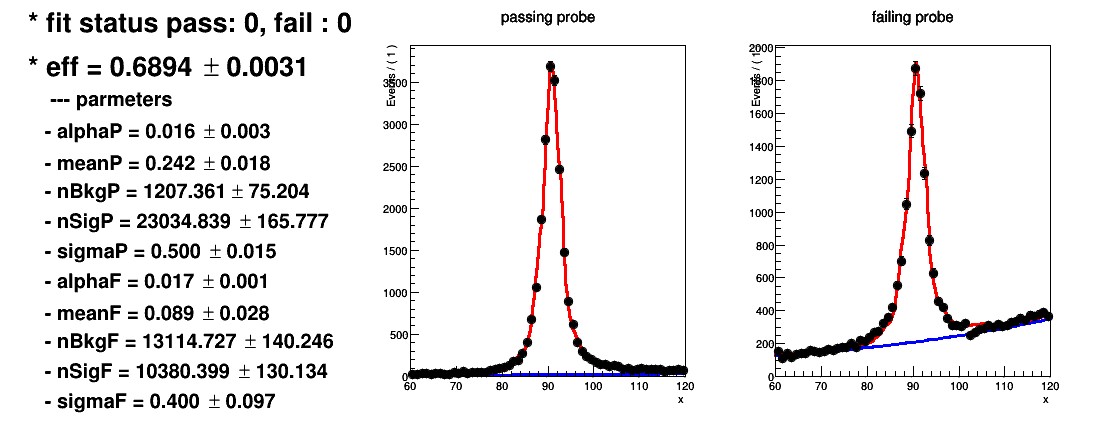 * fit status pass: 0, fail : 0
* eff = 0.6894 ± 0.0031
--- parmeters
- alphaP = 0.016 ± 0.003
- meanP = 0.242 ± 0.018
- nBkgP = 1207.361 ± 75.204
- nSigP = 23034.839 ± 165.777
- sigmaP = 0.500 ± 0.015
- alphaF = 0.017 ± 0.001
- meanF = 0.089 ± 0.028
- nBkgF = 13114.727 ± 140.246
- nSigF = 10380.399 ± 130.134
- sigmaF = 0.400 ± 0.097
passing probe
Events / ( 1 )
3500
3000
2500
2000
1500
1000
500
0
60 70 80 90 100 110 120
x
failing probe
Events / ( 1 )
2000
1800
1600
1400
1200
1000
800
600
400
200
0
60 70 80 90 100 110 120
x